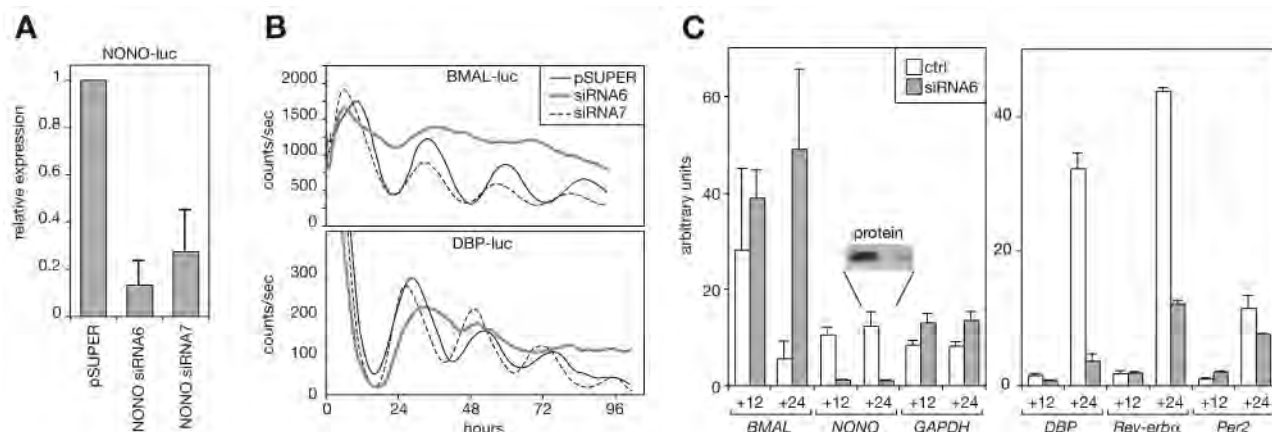 A
NONO-luc
relative expression
1
0.8
0.6
0.4
0.2
0
pSUPER
NONO siRNA6
NONO siRNA7
B
BMAL-luc
pSUPER
siRNA6
siRNA7
counts/sec
2000
1500
1000
500
0
DBP-luc
counts/sec
300
200
100
0
0
24
48
72
96
hours
C
ctrl
siRNA6
arbitrary units
60
40
20
0
protein
+12
+24
+12
+24
+12
+24
BMAL
NONO
GAPDH
40
20
0
+12
+24
+12
+24
+12
+24
DBP
Rev-erbα
Per2